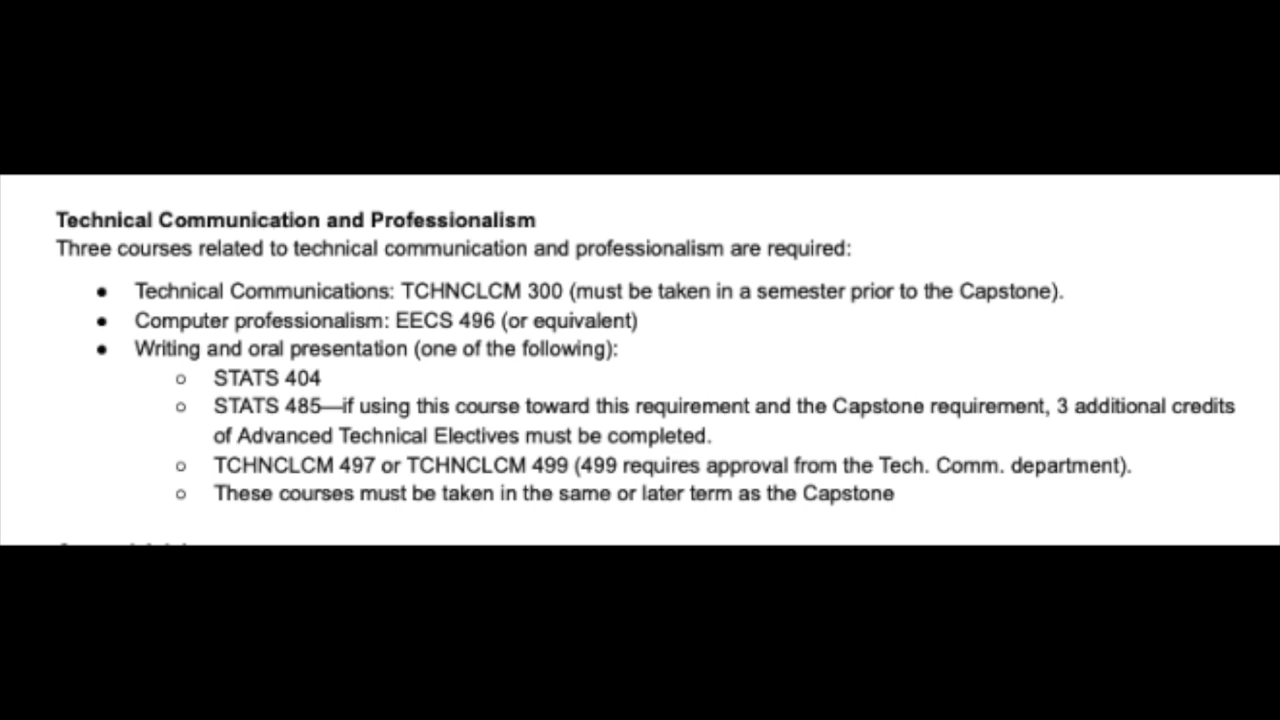 Technical Communication and Professionalism
Three courses related to technical communication and professionalism are required:
● Technical Communications: TCHNCLCM 300 (must be taken in a semester prior to the Capstone).
● Computer professionalism: EECS 496 (or equivalent)
● Writing and oral presentation (one of the following):
○ STATS 404
○ STATS 485—if using this course toward this requirement and the Capstone requirement, 3 additional credits
of Advanced Technical Electives must be completed.
○ TCHNCLCM 497 or TCHNCLCM 499 (499 requires approval from the Tech. Comm. department).
○ These courses must be taken in the same or later term as the Capstone